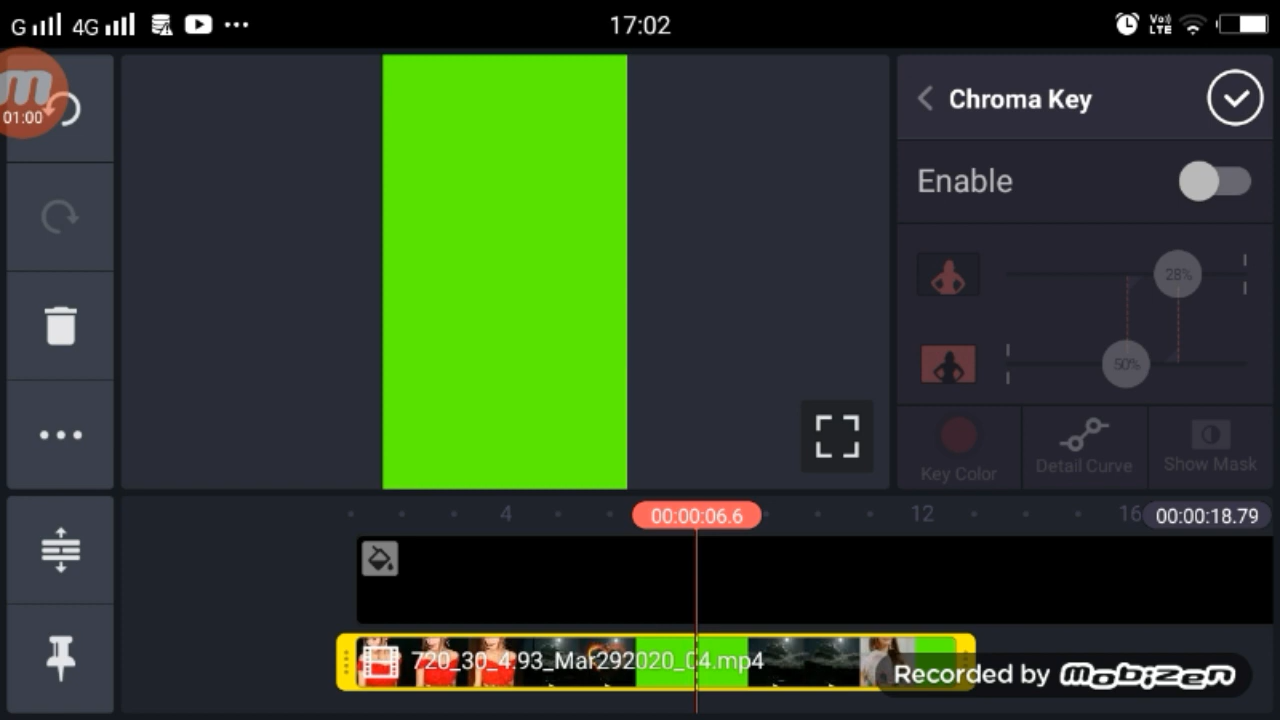 G 4G 17:02 Vo) LTE
m
01:00
Chroma Key
Enable
28%
50%
Key Color Detail Curve Show Mask
4 00:00:06.6 12 16 00:00:18.79
720_30_4.93_Mar292020_04.mp4
Recorded by mobizen